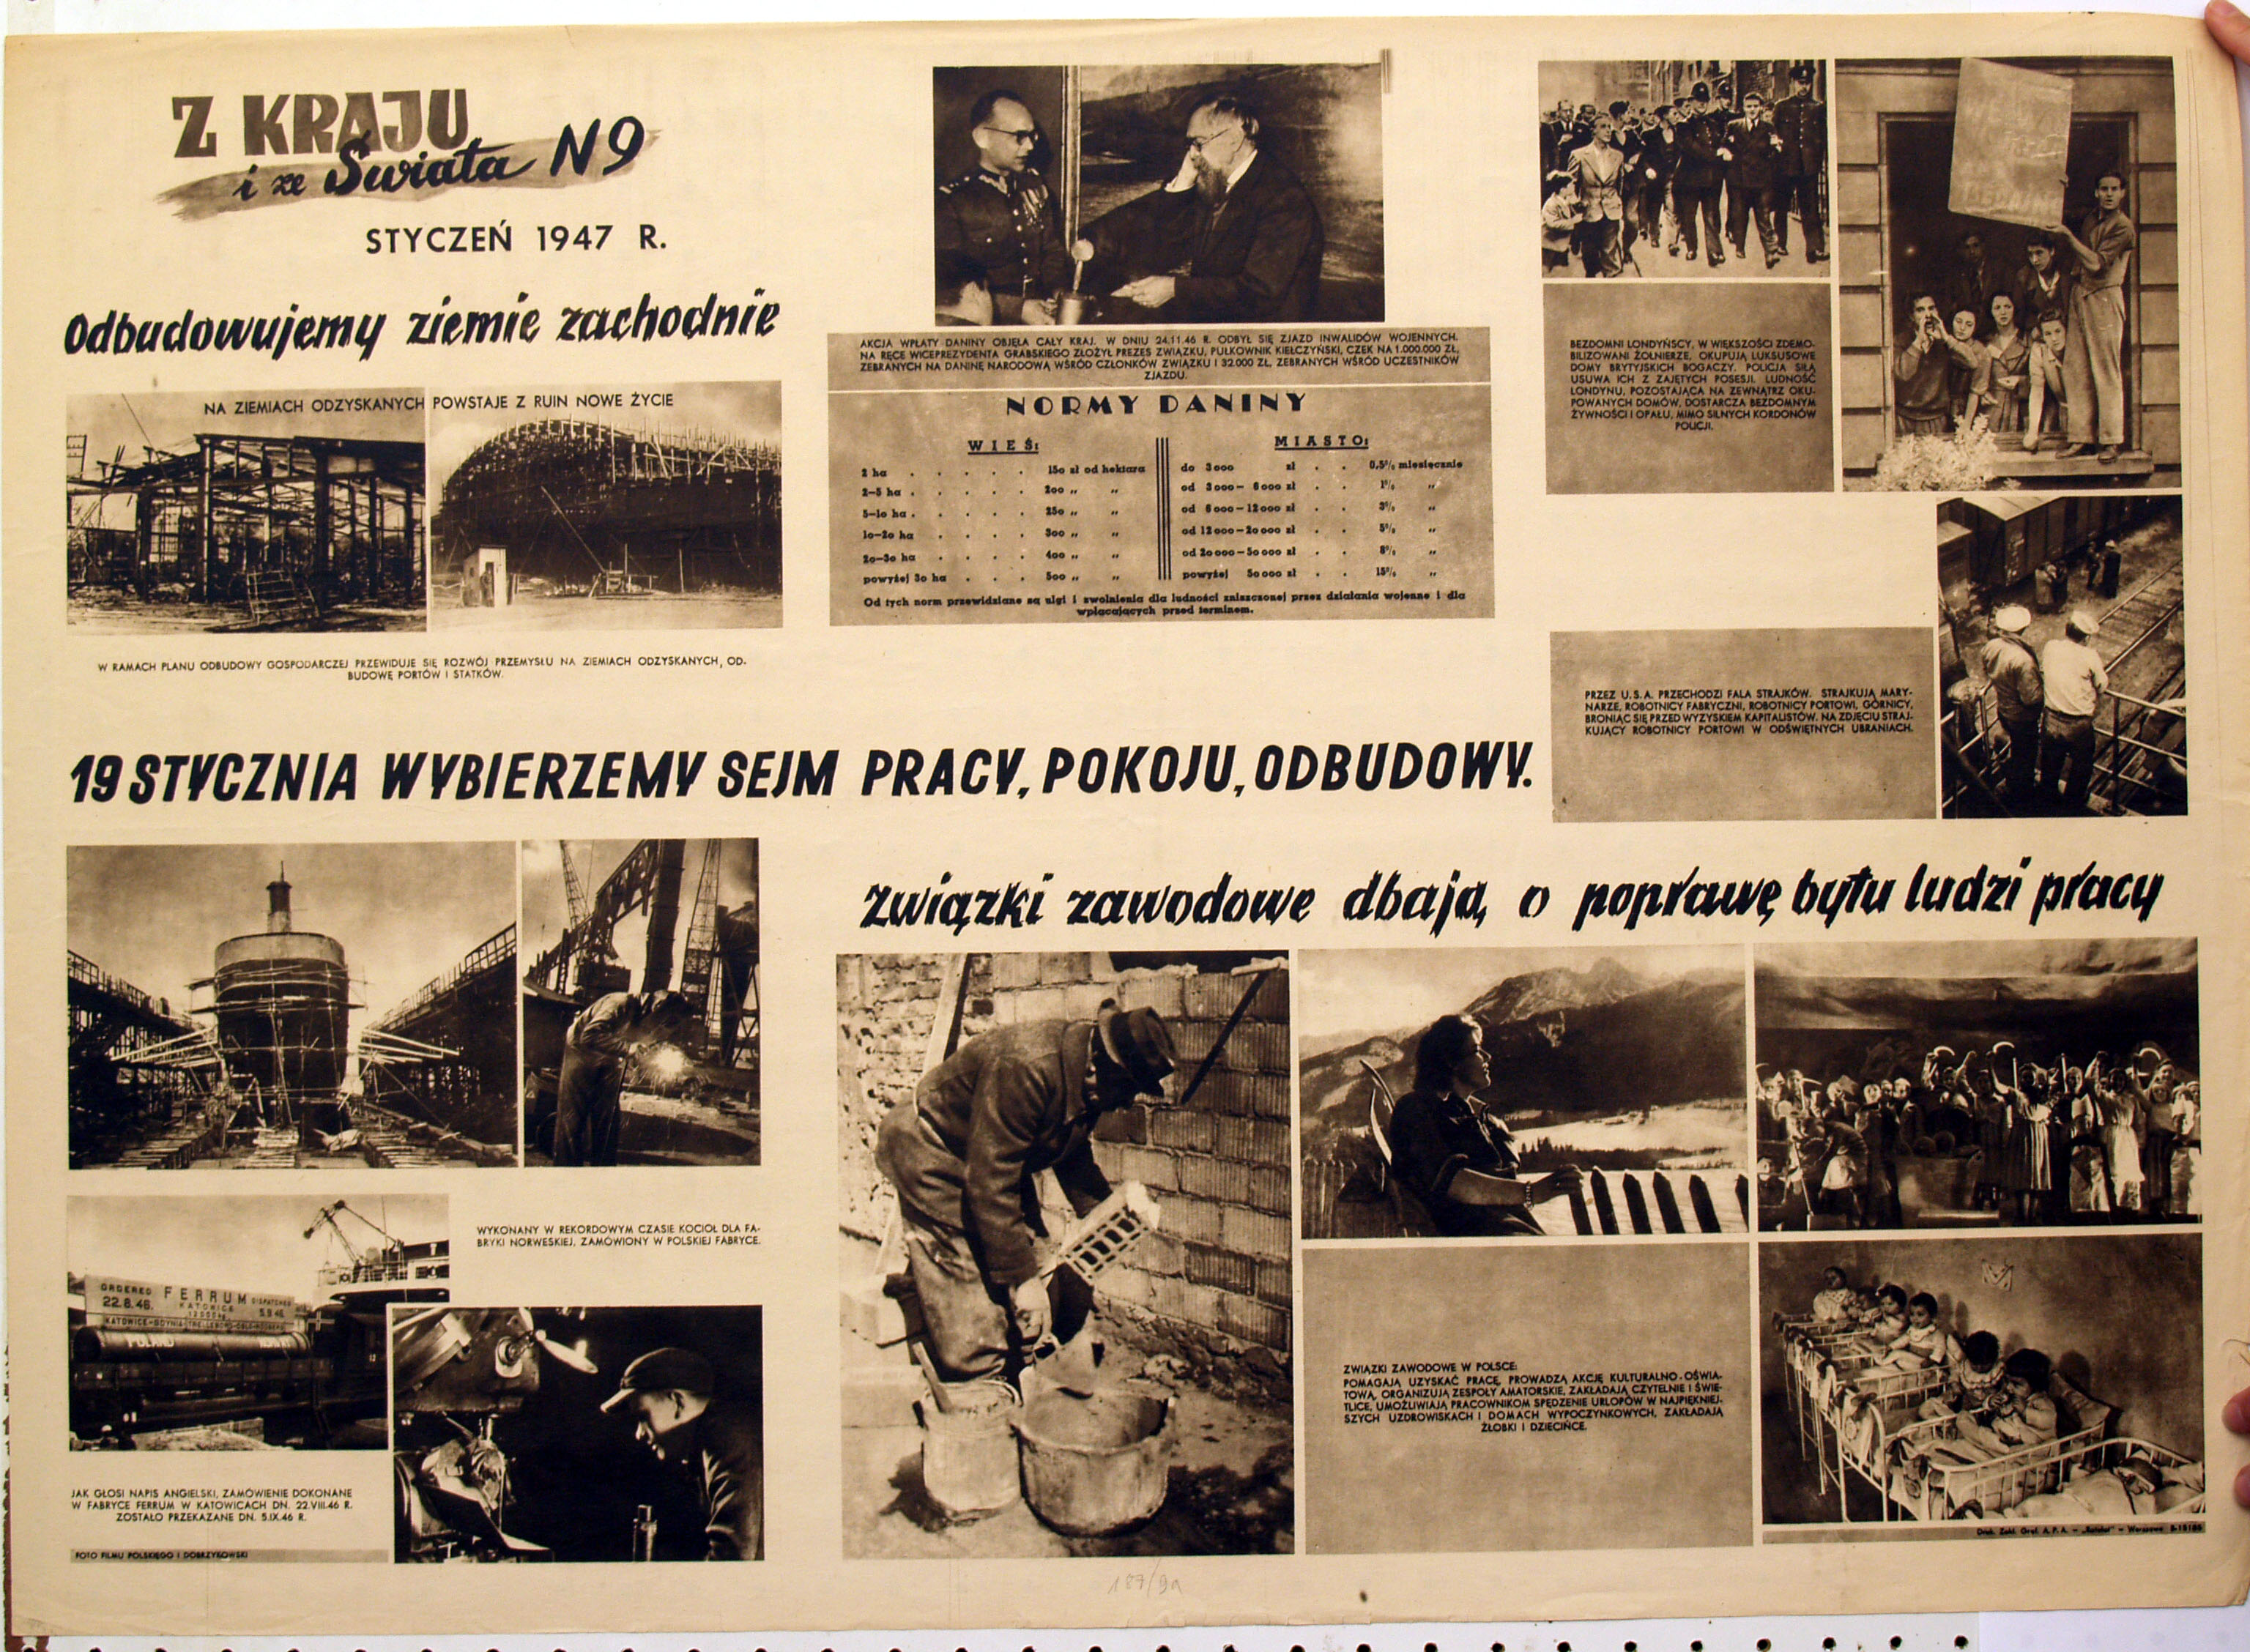 Z KRAJU
i ze Świata N9
STYCZEŃ 1947 R.
Odbudowujemy ziemie zachodnie
NA ZIEMIACH ODZYSKANYCH POWSTAJE Z RUIN NOWE ŻYCIE
W RAMACH PLANU ODBUDOWY GOSPODARCZEJ PRZEWIDUJE SIĘ ROZWÓJ PRZEMYSŁU NA ZIEMIACH ODZYSKANYCH, OD-
BUDOWĘ PORTÓW I STATKÓW.
AKCJA WPŁATY DANINY OBJĘŁA CAŁY KRAJ. W DNIU 24.11.46 R. ODBYŁ SIĘ ZJAZD INWALIDÓW WOJENNYCH.
NA RĘCE WICEPREZYDENTA GRABSKIEGO ZŁOŻYŁ PREZES ZWIĄZKU, PUŁKOWNIK KIEŁCZYŃSKI, CZEK NA 1.000.000 ZŁ,
ZEBRANYCH NA DANINĘ NARODOWĄ WŚRÓD CZŁONKÓW ZWIĄZKU I 32.000 ZŁ, ZEBRANYCH WŚRÓD UCZESTNIKÓW
ZJAZDU.
NORMY DANINY
WIEŚ:
2 ha . . . . . 150 zł od hektara
2–5 ha . . . . . 200 „ „
5–10 ha . . . . . 250 „ „
10–20 ha . . . . 300 „ „
20–30 ha . . . . 400 „ „
powyżej 30 ha . . . 500 „ „
MIASTO:
do 3000 zł . . 0,5% miesięcznie
od 3000 – 6000 zł . . 1% „
od 6000 – 12000 zł . . 3% „
od 12000 – 20000 zł . . 5% „
od 20000 – 50000 zł . . 8% „
powyżej 50000 zł . . 15% „
Od tych norm przewidziane są ulgi i zwolnienia dla ludności zniszczonej przez działania wojenne i dla
wpłacających przed terminem.
BEZDOMNI LONDYŃSCY, W WIĘKSZOŚCI ZDEMO-
BILIZOWANI ŻOŁNIERZE, OKUPUJĄ LUKSUSOWE
DOMY BRYTYJSKICH BOGACZY. POLICJA SIŁĄ
USUWA ICH Z ZAJĘTYCH POSESJI. LUDNOŚĆ
LONDYNU, POZOSTAJĄCA NA ZEWNĄTRZ OKU-
POWANYCH DOMÓW, DOSTARCZA BEZDOMNYM
ŻYWNOŚCI I OPAŁU, MIMO SILNYCH KORDONÓW
POLICJI.
PRZEZ U.S.A. PRZECHODZI FALA STRAJKÓW. STRAJKUJĄ MARY-
NARZE, ROBOTNICY FABRYCZNI, ROBOTNICY PORTOWI, GÓRNICY,
BRONIĄC SIĘ PRZED WYZYSKIEM KAPITALISTÓW. NA ZDJĘCIU STRAJ-
KUJĄCY ROBOTNICY PORTOWI W ODŚWIĘTNYCH UBRANIACH.
19 STYCZNIA WYBIERZEMY SEJM PRACY, POKOJU, ODBUDOWY.
WYKONANY W REKORDOWYM CZASIE KOCIOŁ DLA FA-
BRYKI NORWESKIEJ, ZAMÓWIONY W POLSKIEJ FABRYCE.
ORDERED FERRUM DISPATCHED
22.8.46. KATOWICE 5.9.46.
POLAND
JAK GŁOSI NAPIS ANGIELSKI, ZAMÓWIENIE DOKONANE
W FABRYCE FERRUM W KATOWICACH DN. 22.VIII.46 R.
ZOSTAŁO PRZEKAZANE DN. 5.IX.46 R.
FOTO FILMU POLSKIEGO I DOBRZYKOWSKI
Związki zawodowe dbają o poprawę bytu ludzi pracy
ZWIĄZKI ZAWODOWE W POLSCE:
POMAGAJĄ UZYSKAĆ PRACĘ, PROWADZĄ AKCJĘ KULTURALNO-OŚWIA-
TOWĄ, ORGANIZUJĄ ZESPOŁY AMATORSKIE, ZAKŁADAJĄ CZYTELNIE I ŚWIE-
TLICE, UMOŻLIWIAJĄ PRACOWNIKOM SPĘDZENIE URLOPÓW W NAJPIĘKNIEJ-
SZYCH UZDROWISKACH I DOMACH WYPOCZYNKOWYCH, ZAKŁADAJĄ
ŻŁOBKI I DZIECIŃCE.
Druk. Zakł. Graf. A.P.A. – „Rotolot" – Warszawa B-15186
187/9a